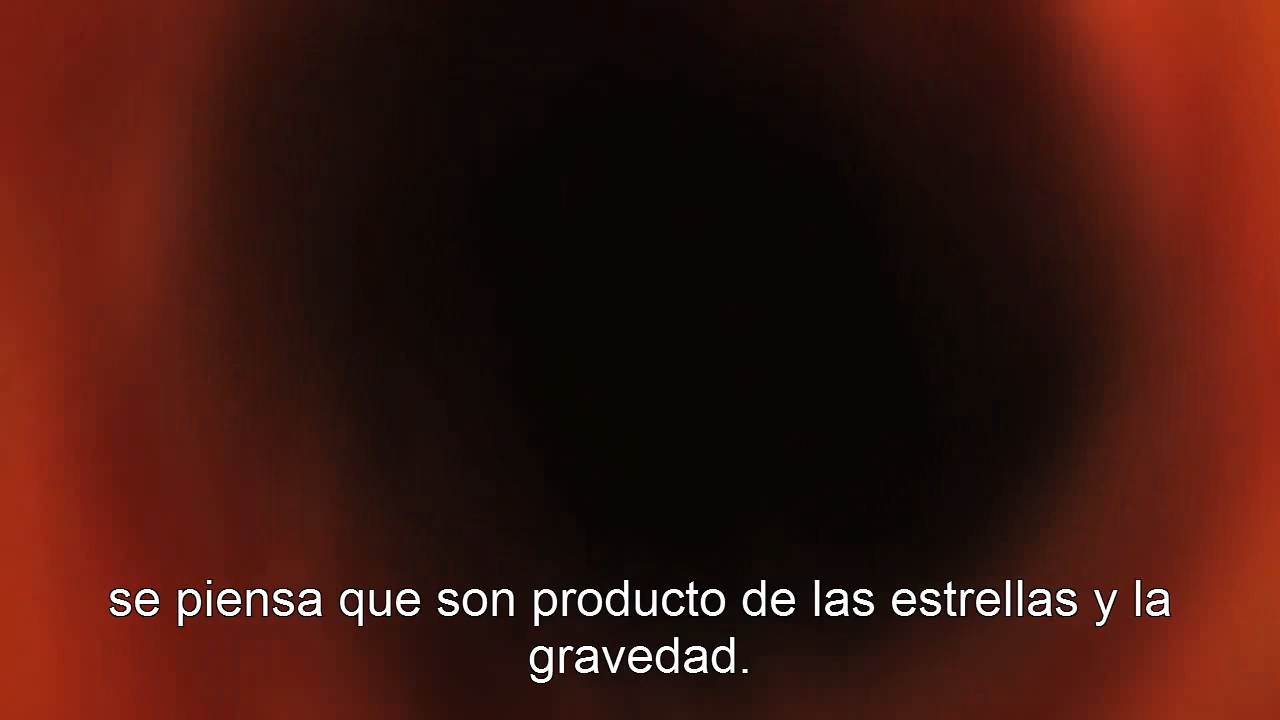 se piensa que son producto de las estrellas y la
gravedad.